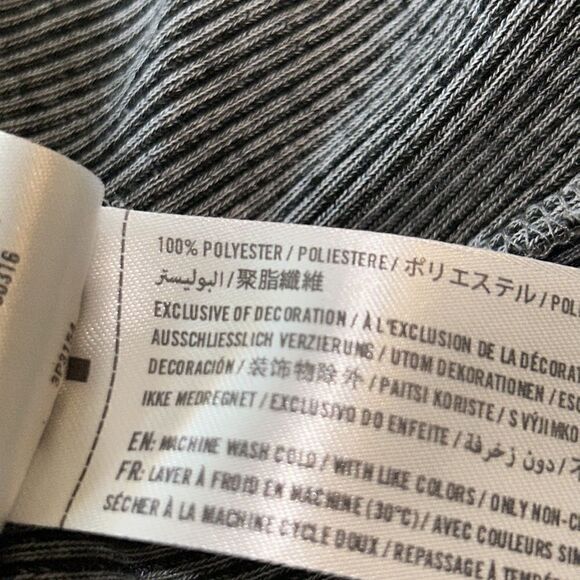 100% POLYESTER / POLIESTERE / ポリエステル / POL
البوليستر / 聚脂纖維
EXCLUSIVE OF DECORATION / À L'EXCLUSION DE LA DÉCORAT
AUSSCHLIESSLICH VERZIERUNG / UTOM DEKORATIONEN / ESC
DECORACIÓN / 装饰物除外 / PAITSI KORISTE / SVÝJIMKO
IKKE MEDREGNET / EXCLUSIVO DO ENFEITE / دون زخرفة /
EN: MACHINE WASH COLD / WITH LIKE COLORS / ONLY NON-C
FR: LAVER À FROID EN MACHINE (30°C) / AVEC COULEURS SIM
SÉCHER À LA MACHINE CYCLE DOUX / REPASSAGE À TEMPÉ